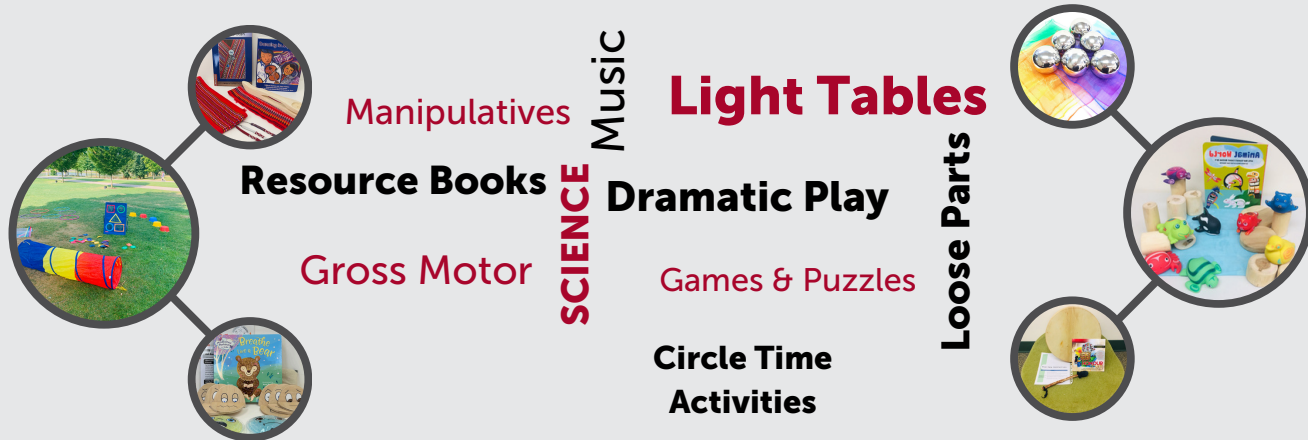 Music
Light Tables
Manipulatives
Resource Books
SCIENCE
Dramatic Play
Loose Parts
Gross Motor
Games & Puzzles
Circle Time
Activities
Breathe
Bear